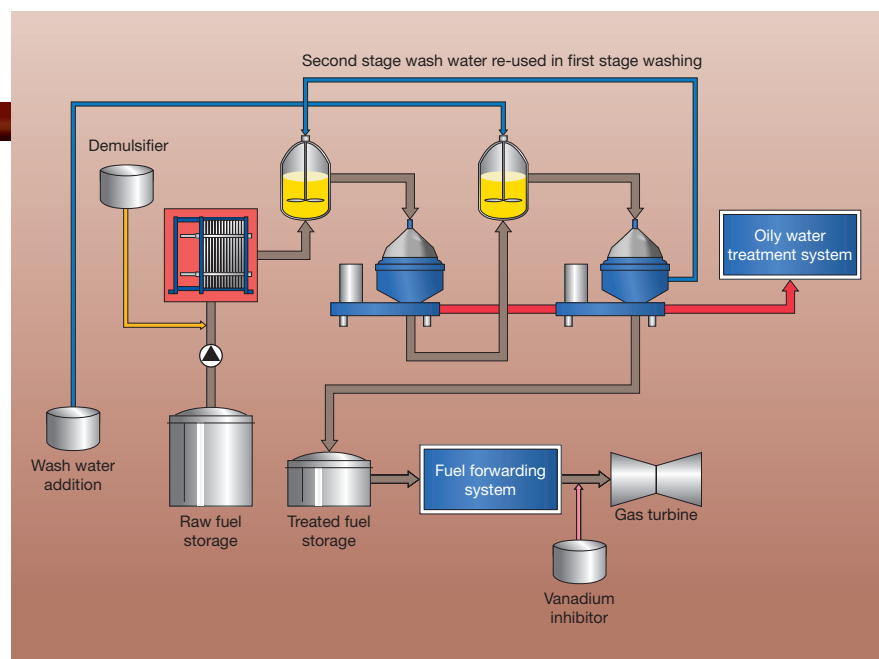 Second stage wash water re-used in first stage washing
Demulsifier
Oily water
treatment system
Wash water
addition
Raw fuel
storage
Treated fuel
storage
Fuel forwarding
system
Gas turbine
Vanadium
inhibitor